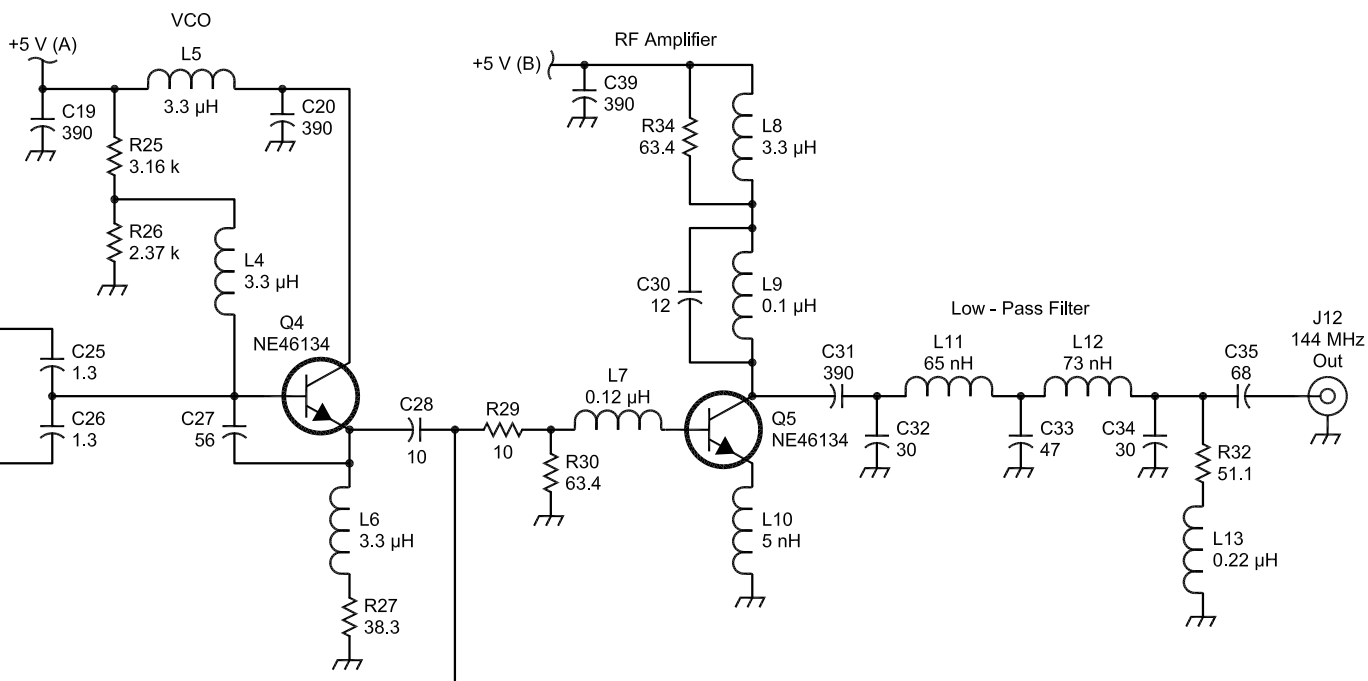 VCO
+5 V (A)
L5
3.3 µH
C19
390
C20
390
R25
3.16 k
R26
2.37 k
L4
3.3 µH
Q4
NE46134
C25
1.3
C26
1.3
C27
56
C28
10
L6
3.3 µH
R27
38.3
R29
10
R30
63.4
L7
0.12 µH
RF Amplifier
+5 V (B)
C39
390
R34
63.4
L8
3.3 µH
C30
12
L9
0.1 µH
Q5
NE46134
L10
5 nH
C31
390
Low - Pass Filter
L11
65 nH
L12
73 nH
C32
30
C33
47
C34
30
C35
68
R32
51.1
L13
0.22 µH
J12
144 MHz
Out